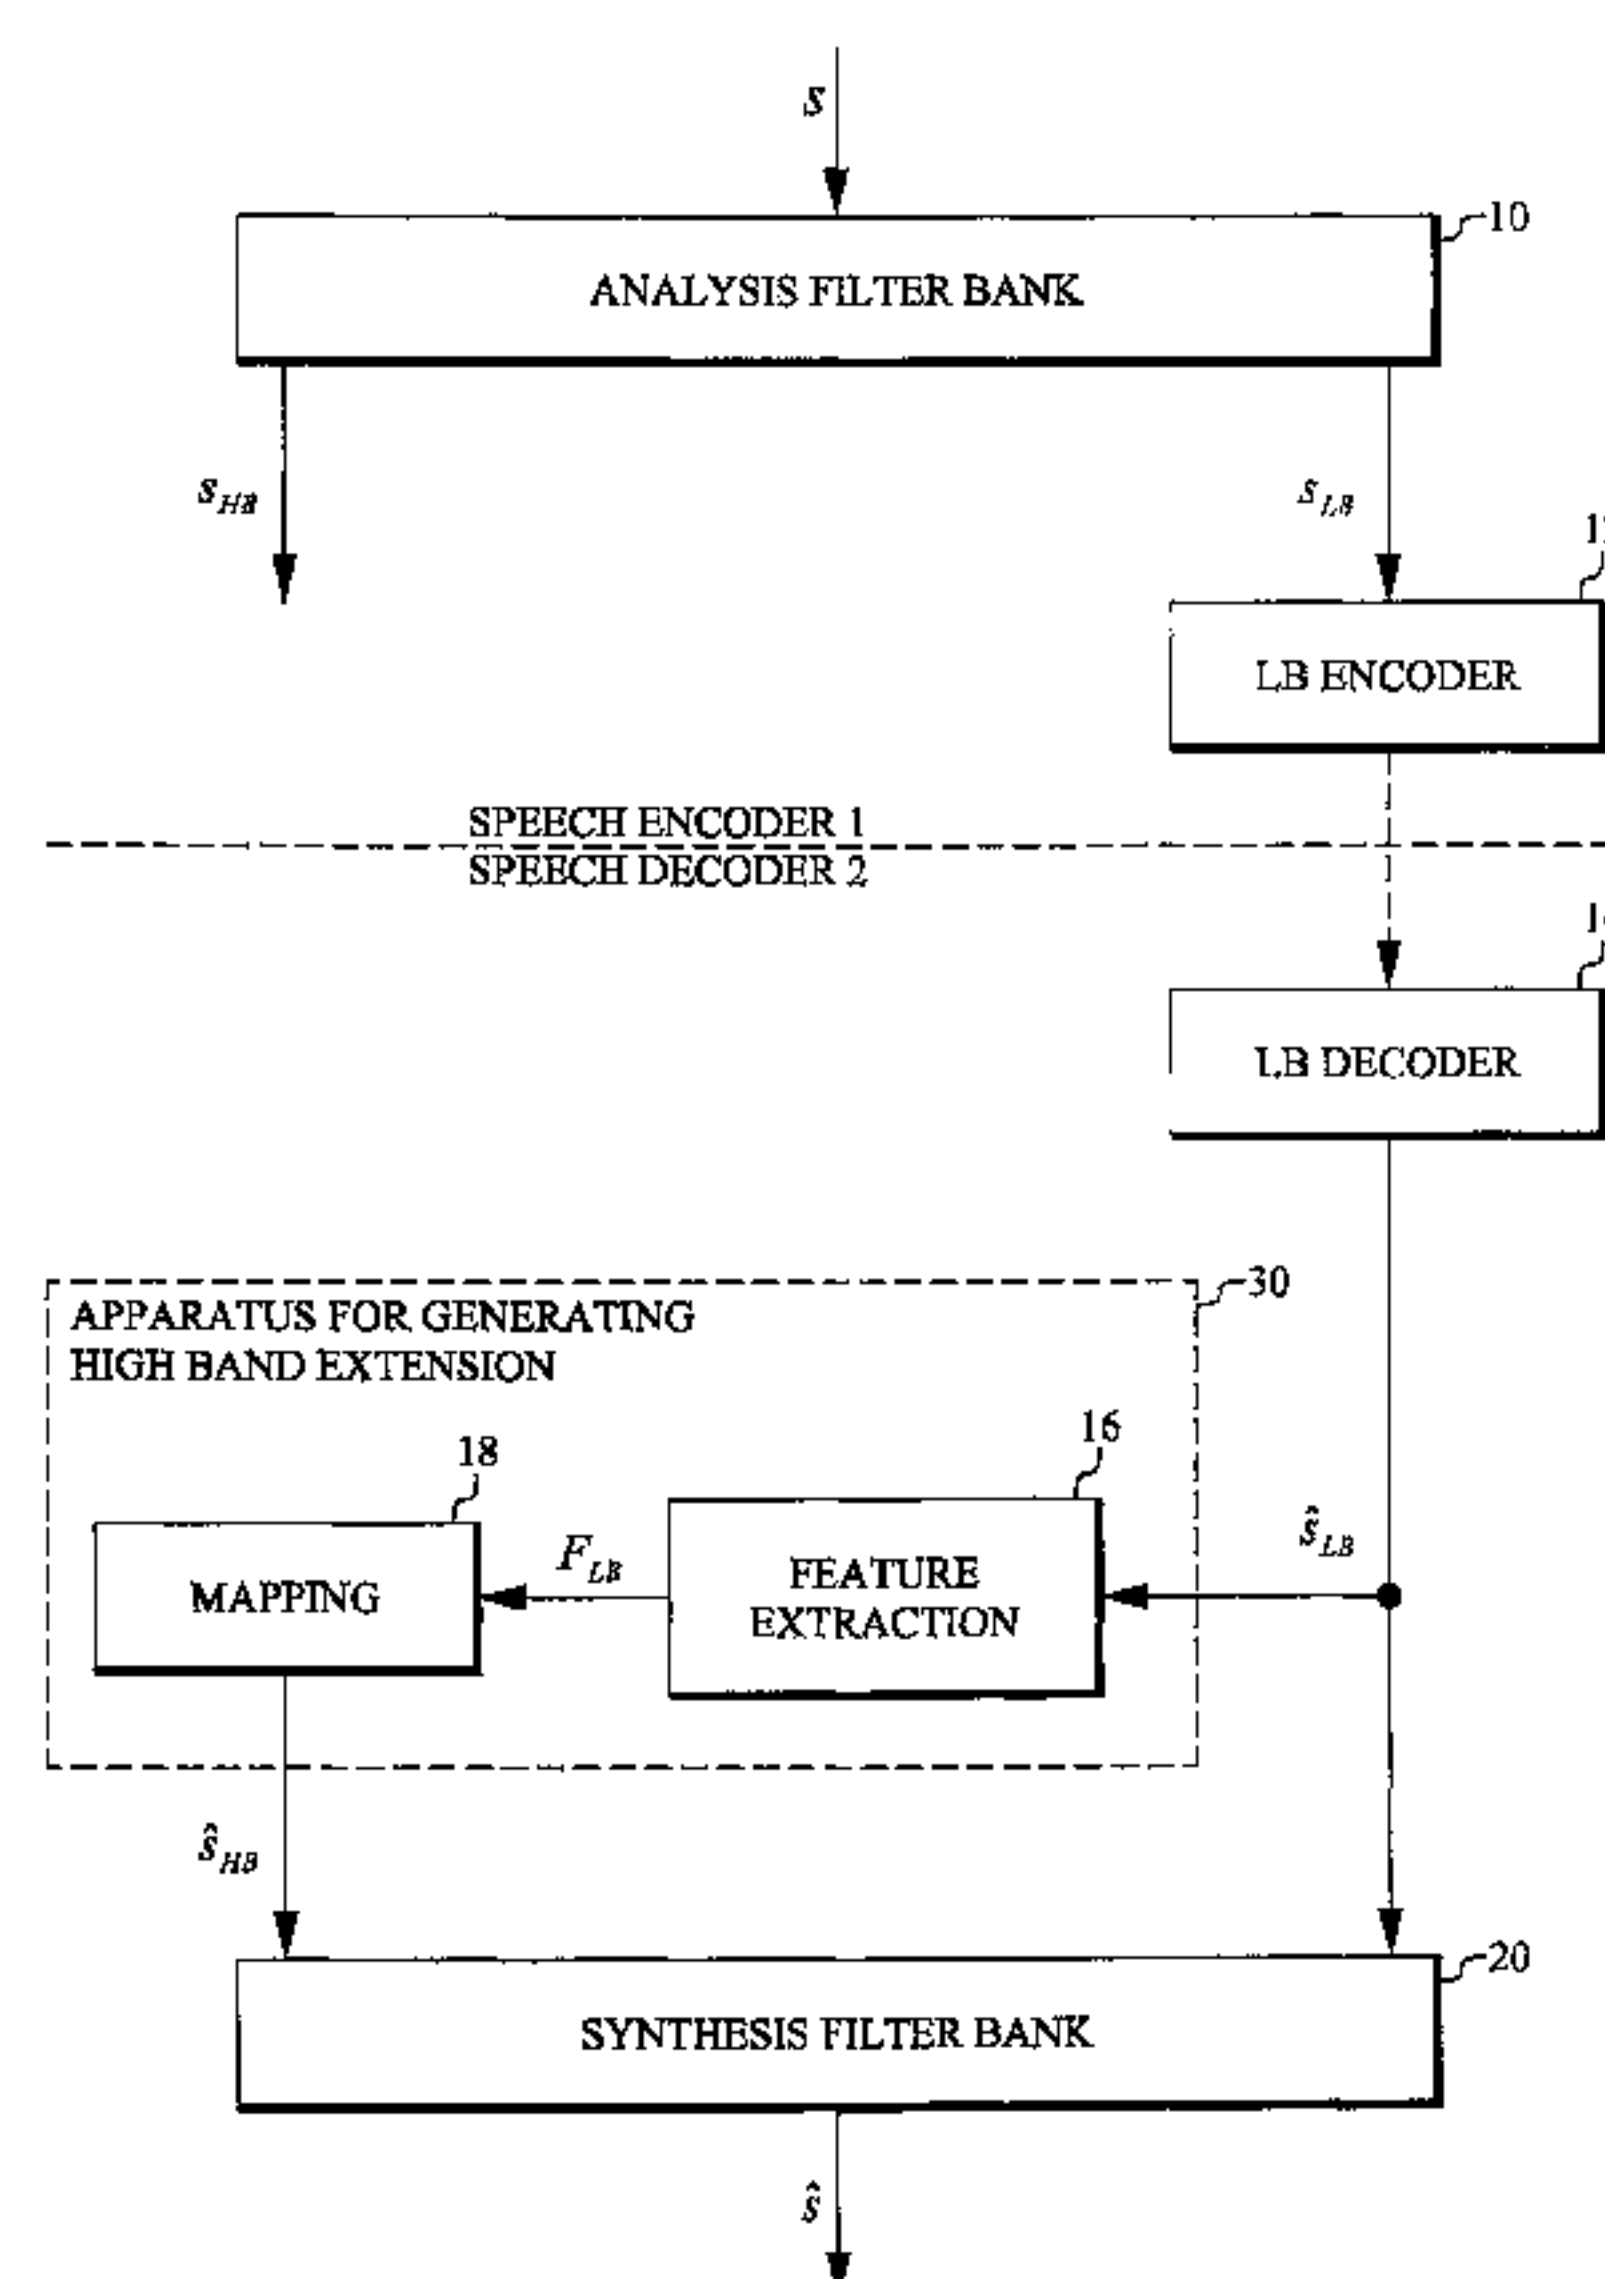 s
10
ANALYSIS FILTER BANK
s_HB
s_LB
LB ENCODER
SPEECH ENCODER 1
SPEECH DECODER 2
LB DECODER
30
APPARATUS FOR GENERATING
HIGH BAND EXTENSION
16
18
ŝ_LB
F_LB
FEATURE
EXTRACTION
MAPPING
ŝ_HB
20
SYNTHESIS FILTER BANK
ŝ